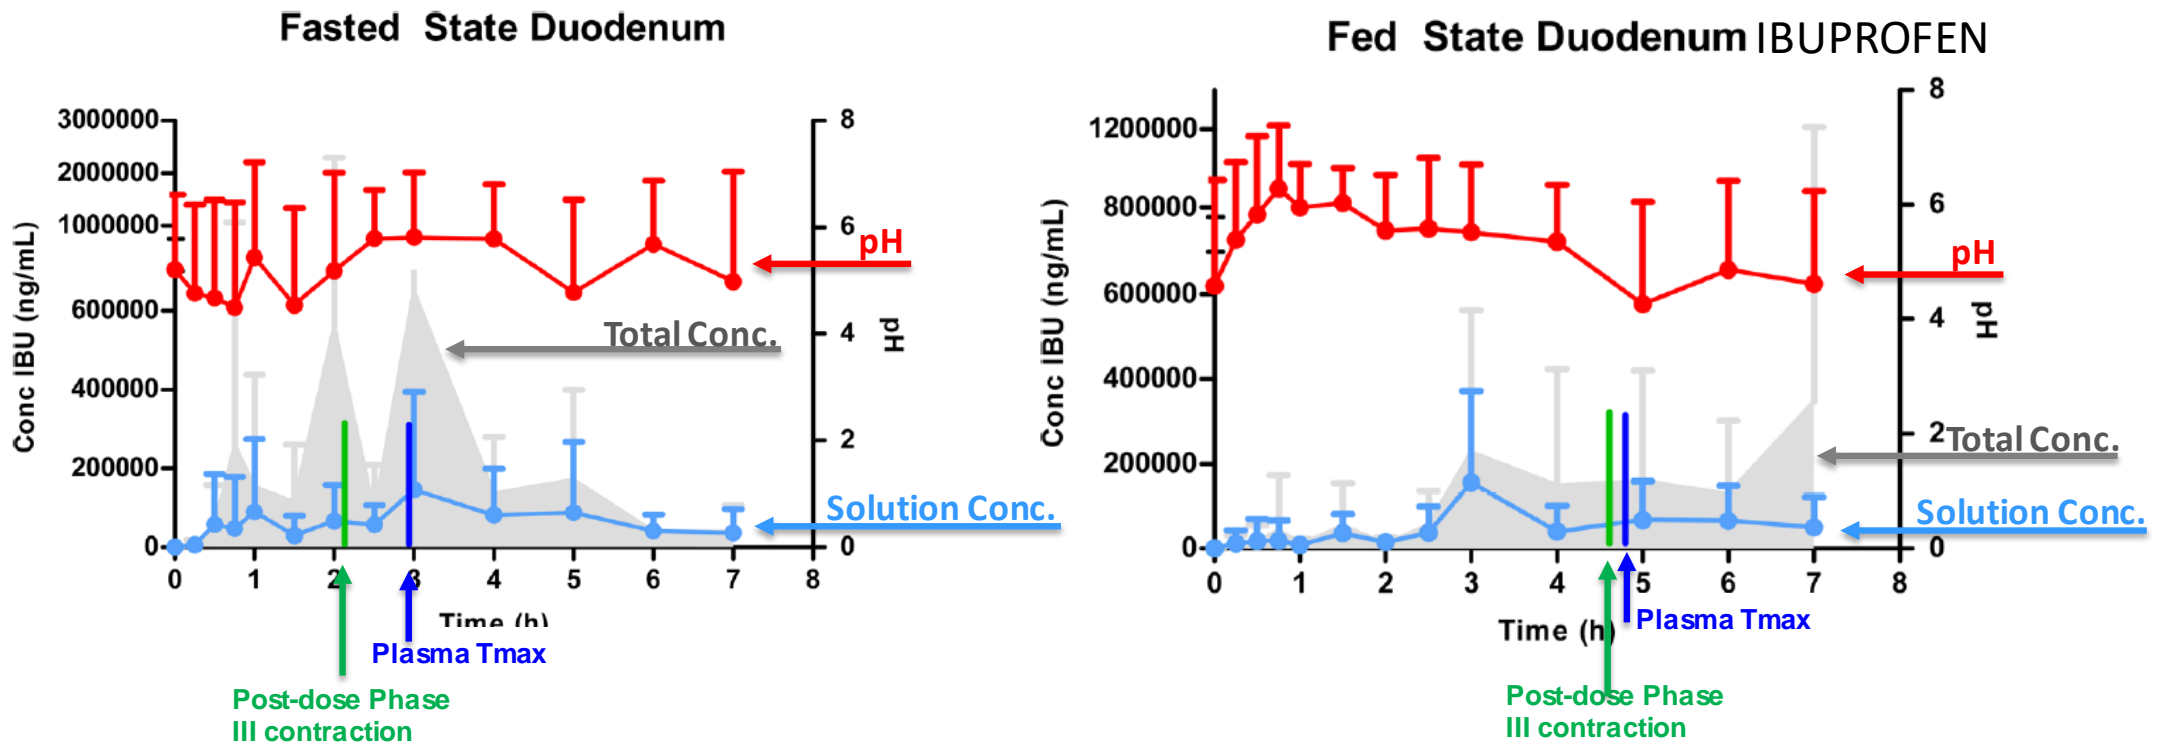 Fasted State Duodenum
3000000
2000000
1000000
600000
400000
200000
0
Conc IBU (ng/mL)
0 1 2 3 4 5 6 7 8
Time (h)
8
6
4
2
0
pH
pH
Total Conc.
Solution Conc.
Plasma Tmax
Post-dose Phase
III contraction
Fed State Duodenum IBUPROFEN
1200000
800000
600000
400000
200000
0
Conc IBU (ng/mL)
0 1 2 3 4 5 6 7 8
Time (h)
8
6
4
2
0
pH
pH
Total Conc.
Solution Conc.
Plasma Tmax
Post-dose Phase
III contraction